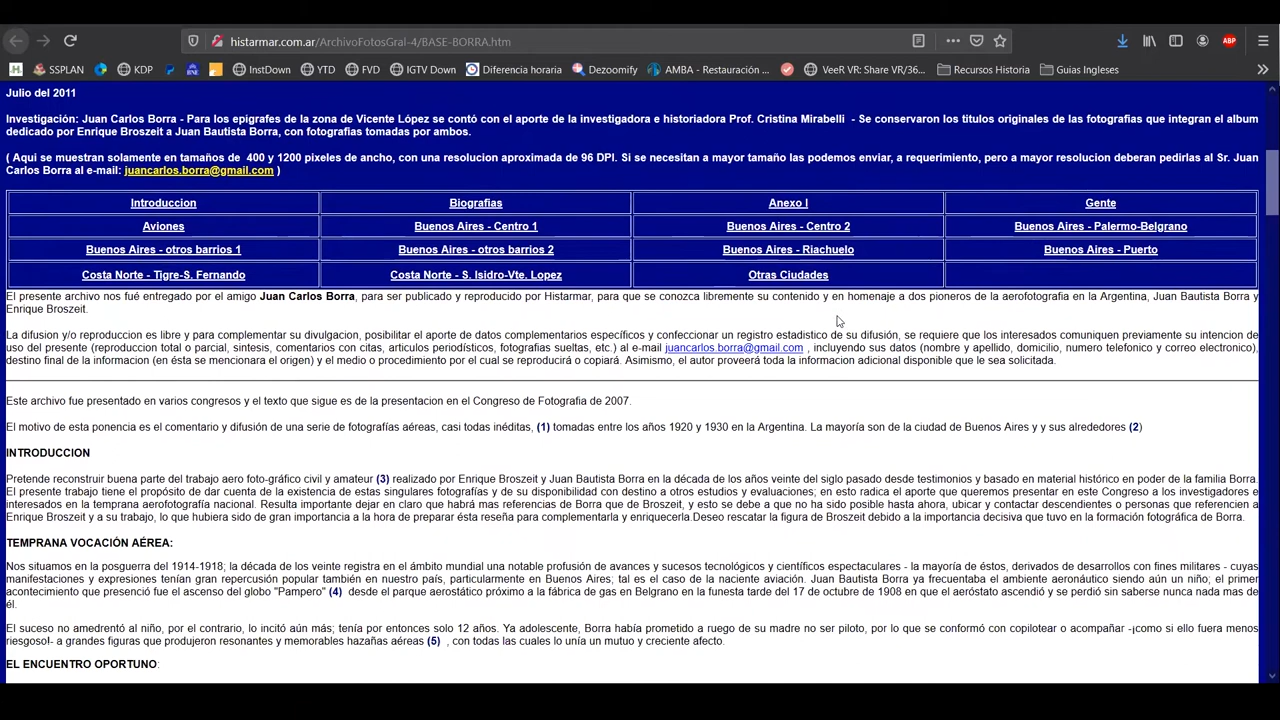 histarmar.com.ar/ArchivoFotosGral-4/BASE-BORRA.htm
ABP
SSPLAN
KDP
InstDown
YTD
FVD
IGTV Down
Diferencia horaria
Dezoomify
AMBA - Restauración ...
VeeR VR: Share VR/36...
Recursos Historia
Guias Ingleses
Julio del 2011
Investigación: Juan Carlos Borra - Para los epigrafes de la zona de Vicente López se contó con el aporte de la investigadora e historiadora Prof. Cristina Mirabelli - Se conservaron los titulos originales de las fotografias que integran el album
dedicado por Enrique Broszeit a Juan Bautista Borra, con fotografias tomadas por ambos.
( Aqui se muestran solamente en tamaños de 400 y 1200 pixeles de ancho, con una resolucion aproximada de 96 DPI. Si se necesitan a mayor tamaño las podemos enviar, a requerimiento, pero a mayor resolucion deberan pedirlas al Sr. Juan
Carlos Borra al e-mail: juancarlos.borra@gmail.com )
Introduccion
Biografias
Anexo I
Gente
Aviones
Buenos Aires - Centro 1
Buenos Aires - Centro 2
Buenos Aires - Palermo-Belgrano
Buenos Aires - otros barrios 1
Buenos Aires - otros barrios 2
Buenos Aires - Riachuelo
Buenos Aires - Puerto
Costa Norte - Tigre-S. Fernando
Costa Norte - S. Isidro-Vte. Lopez
Otras Ciudades
El presente archivo nos fué entregado por el amigo Juan Carlos Borra, para ser publicado y reproducido por Histarmar, para que se conozca libremente su contenido y en homenaje a dos pioneros de la aerofotografia en la Argentina, Juan Bautista Borra y
Enrique Broszeit.
La difusion y/o reproduccion es libre y para complementar su divulgacion, posibilitar el aporte de datos complementarios específicos y confeccionar un registro estadistico de su difusión, se requiere que los interesados comuniquen previamente su intencion de
uso del presente (reproduccion total o parcial, sintesis, comentarios con citas, articulos periodísticos, fotografias sueltas, etc.) al e-mail juancarlos.borra@gmail.com , incluyendo sus datos (nombre y apellido, domicilio, numero telefonico y correo electronico),
destino final de la informacion (en ésta se mencionara el origen) y el medio o procedimiento por el cual se reproducirá o copiará. Asimismo, el autor proveerá toda la informacion adicional disponible que le sea solicitada.
Este archivo fue presentado en varios congresos y el texto que sigue es de la presentacion en el Congreso de Fotografia de 2007.
El motivo de esta ponencia es el comentario y difusión de una serie de fotografías aéreas, casi todas inéditas, (1) tomadas entre los años 1920 y 1930 en la Argentina. La mayoría son de la ciudad de Buenos Aires y y sus alrededores (2)
INTRODUCCION
Pretende reconstruir buena parte del trabajo aero foto-gráfico civil y amateur (3) realizado por Enrique Broszeit y Juan Bautista Borra en la década de los años veinte del siglo pasado desde testimonios y basado en material histórico en poder de la familia Borra.
El presente trabajo tiene el propósito de dar cuenta de la existencia de estas singulares fotografías y de su disponibilidad con destino a otros estudios y evaluaciones; en esto radica el aporte que queremos presentar en este Congreso a los investigadores e
interesados en la temprana aerofotografía nacional. Resulta importante dejar en claro que habrá mas referencias de Borra que de Broszeit, y esto se debe a que no ha sido posible hasta ahora, ubicar y contactar descendientes o personas que referencien a
Enrique Broszeit y a su trabajo, lo que hubiera sido de gran importancia a la hora de preparar ésta reseña para complementarla y enriquecerla.Deseo rescatar la figura de Broszeit debido a la importancia decisiva que tuvo en la formación fotográfica de Borra.
TEMPRANA VOCACIÓN AÉREA:
Nos situamos en la posguerra del 1914-1918; la década de los veinte registra en el ámbito mundial una notable profusión de avances y sucesos tecnológicos y científicos espectaculares - la mayoría de éstos, derivados de desarrollos con fines militares - cuyas
manifestaciones y expresiones tenían gran repercusión popular también en nuestro país, particularmente en Buenos Aires; tal es el caso de la naciente aviación. Juan Bautista Borra ya frecuentaba el ambiente aeronáutico siendo aún un niño; el primer
acontecimiento que presenció fue el ascenso del globo "Pampero" (4) desde el parque aerostático próximo a la fábrica de gas en Belgrano en la funesta tarde del 17 de octubre de 1908 en que el aeróstato ascendió y se perdió sin saberse nunca nada mas de
él.
El suceso no amedrentó al niño, por el contrario, lo incitó aún más; tenía por entonces solo 12 años. Ya adolescente, Borra había prometido a ruego de su madre no ser piloto, por lo que se conformó con copilotear o acompañar -¡como si ello fuera menos
riesgoso!- a grandes figuras que produjeron resonantes y memorables hazañas aéreas (5) , con todas las cuales lo unía un mutuo y creciente afecto.
EL ENCUENTRO OPORTUNO: